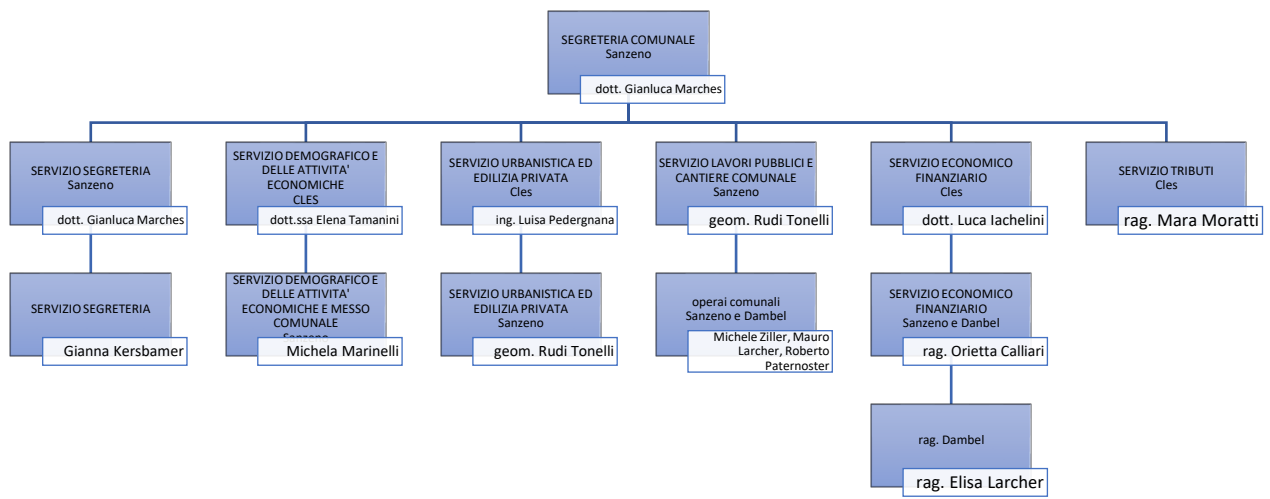 SEGRETERIA COMUNALE
Sanzeno
dott. Gianluca Marches
SERVIZIO SEGRETERIA
Sanzeno
dott. Gianluca Marches
SERVIZIO DEMOGRAFICO E
DELLE ATTIVITA'
ECONOMICHE
CLES
dott.ssa Elena Tamanini
SERVIZIO URBANISTICA ED
EDILIZIA PRIVATA
Cles
ing. Luisa Pedergnana
SERVIZIO LAVORI PUBBLICI E
CANTIERE COMUNALE
Sanzeno
geom. Rudi Tonelli
SERVIZIO ECONOMICO
FINANZIARIO
Cles
dott. Luca Iachelini
SERVIZIO TRIBUTI
Cles
rag. Mara Moratti
SERVIZIO SEGRETERIA
Gianna Kersbamer
SERVIZIO DEMOGRAFICO E
DELLE ATTIVITA'
ECONOMICHE E MESSO
COMUNALE
Sanzeno
Michela Marinelli
SERVIZIO URBANISTICA ED
EDILIZIA PRIVATA
Sanzeno
geom. Rudi Tonelli
operai comunali
Sanzeno e Dambel
Michele Ziller, Mauro
Larcher, Roberto
Paternoster
SERVIZIO ECONOMICO
FINANZIARIO
Sanzeno e Danbel
rag. Orietta Calliari
rag. Dambel
rag. Elisa Larcher